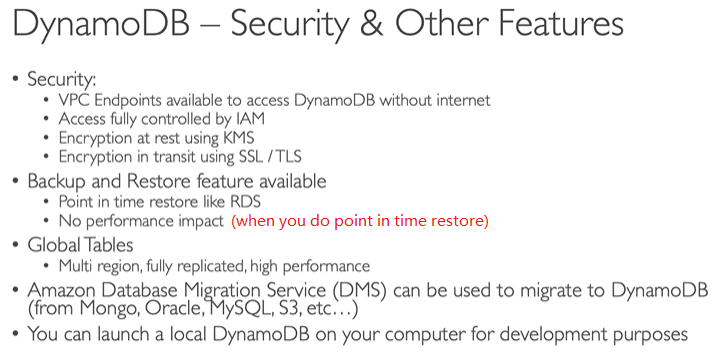 DynamoDB – Security & Other Features
• Security:
• VPC Endpoints available to access DynamoDB without internet
• Access fully controlled by IAM
• Encryption at rest using KMS
• Encryption in transit using SSL / TLS
• Backup and Restore feature available
• Point in time restore like RDS
• No performance impact (when you do point in time restore)
• Global Tables
• Multi region, fully replicated, high performance
• Amazon Database Migration Service (DMS) can be used to migrate to DynamoDB
(from Mongo, Oracle, MySQL, S3, etc…)
• You can launch a local DynamoDB on your computer for development purposes